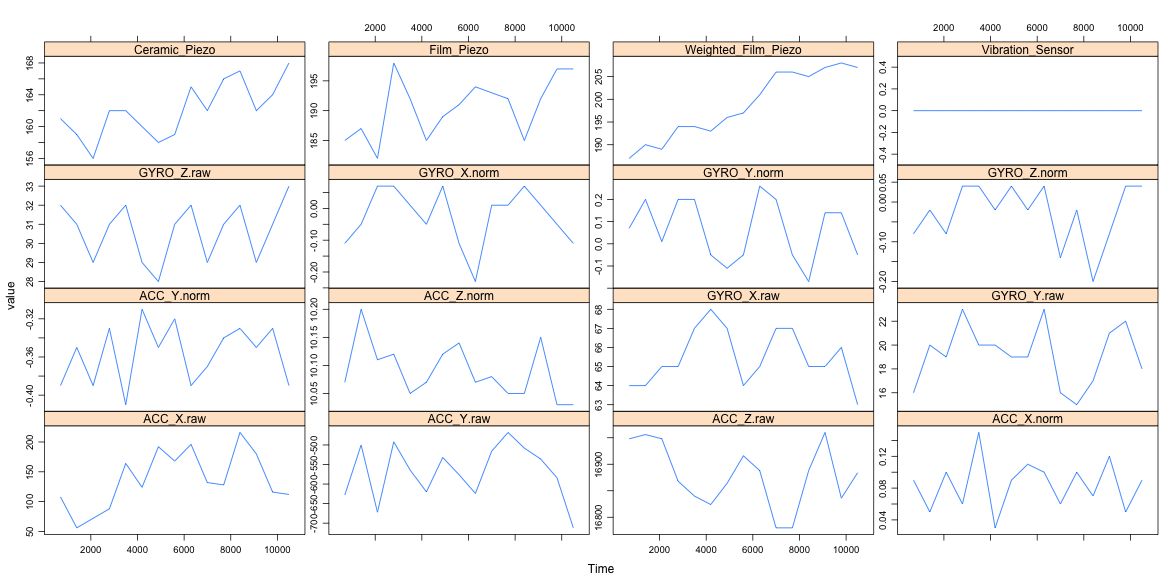 2000 4000 6000 8000 10000 2000 4000 6000 8000 10000
Ceramic_Piezo Film_Piezo Weighted_Film_Piezo Vibration_Sensor
156 160 164 168
185 190 195
190 195 200 205
-0.4 -0.2 0.0 0.2 0.4
GYRO_Z.raw GYRO_X.norm GYRO_Y.norm GYRO_Z.norm
28 29 30 31 32 33
-0.20 -0.10 0.00
-0.1 0.0 0.1 0.2
-0.20 -0.10 0.00 0.05
ACC_Y.norm ACC_Z.norm GYRO_X.raw GYRO_Y.raw
-0.40 -0.36 -0.32
10.05 10.10 10.15 10.20
63 64 65 66 67 68
16 18 20 22
ACC_X.raw ACC_Y.raw ACC_Z.raw ACC_X.norm
50 100 150 200
-700 -650 -600 -550 -500
16800 16900
0.04 0.08 0.12
2000 4000 6000 8000 10000 2000 4000 6000 8000 10000
value
Time